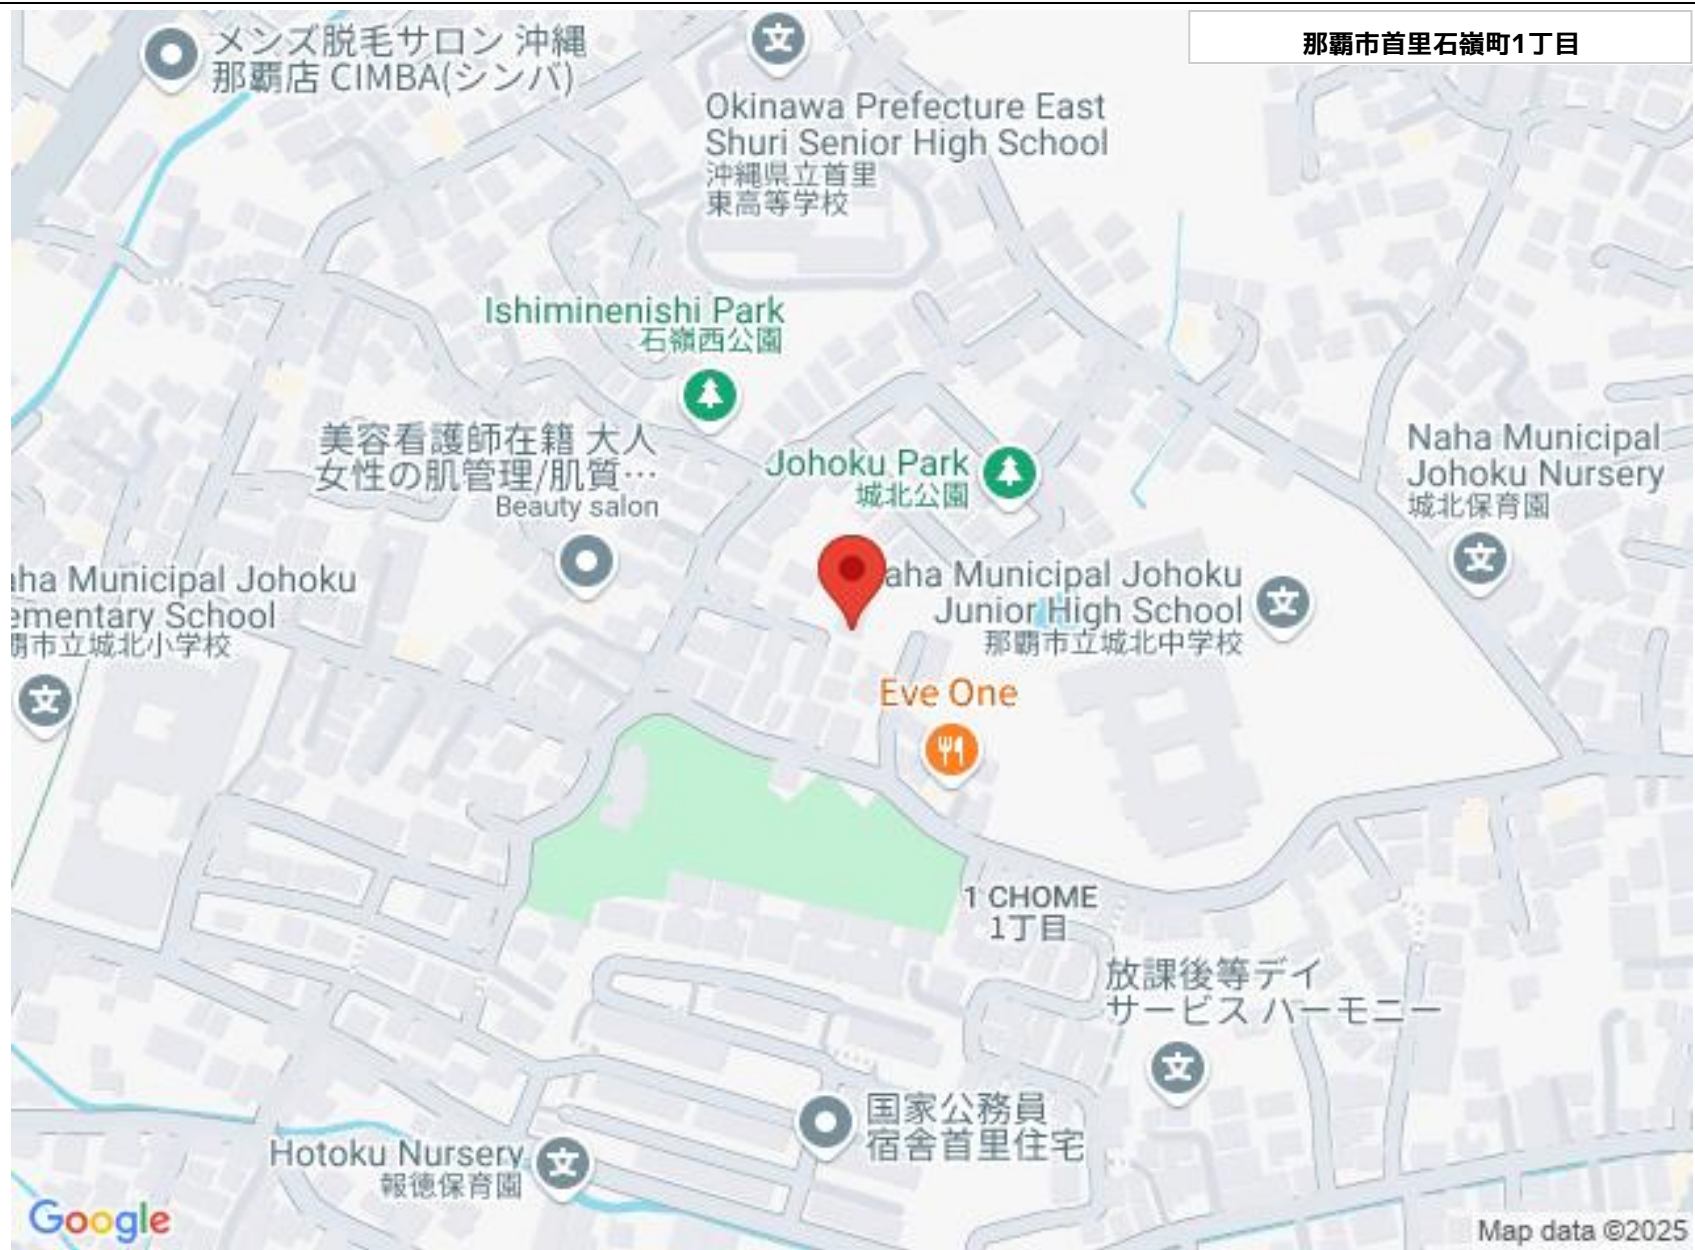 那覇市首里石嶺町1丁目
メンズ脱毛サロン 沖縄
那覇店 CIMBA(シンバ)
Okinawa Prefecture East
Shuri Senior High School
沖縄県立首里
東高等学校
Ishiminenishi Park
石嶺西公園
美容看護師在籍 大人
女性の肌管理/肌質…
Beauty salon
Johoku Park
城北公園
Naha Municipal
Johoku Nursery
城北保育園
aha Municipal Johoku
ementary School
覇市立城北小学校
aha Municipal Johoku
Junior High School
那覇市立城北中学校
Eve One
1 CHOME
1丁目
放課後等デイ
サービス ハーモニー
国家公務員
宿舎首里住宅
Hotoku Nursery
報徳保育園
Google
Map data ©2025